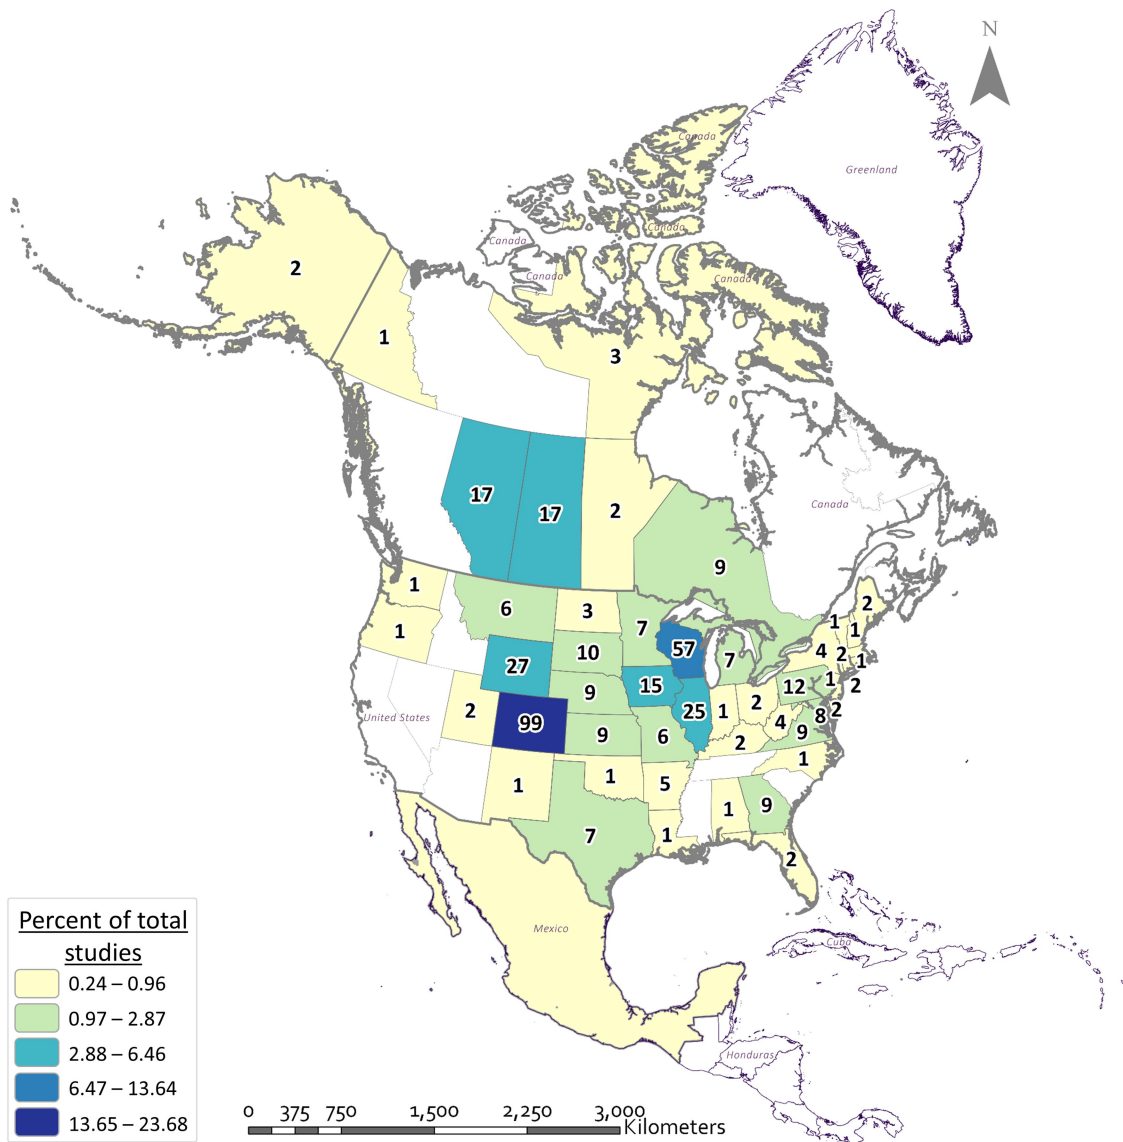 N
Canada
Greenland
Canada
Canada
Canada
Canada
2
1
3
17
17
2
Canada
9
1
6
3
7
57
7
2
1
1
1
4
2
1
27
10
15
12
1
2
United States
2
99
9
25
1
2
4
8
2
9
9
6
2
1
1
1
5
1
9
7
1
2
Mexico
Cuba
Honduras
Percent of total
studies
0.24 – 0.96
0.97 – 2.87
2.88 – 6.46
6.47 – 13.64
13.65 – 23.68
0 375 750 1,500 2,250 3,000
Kilometers